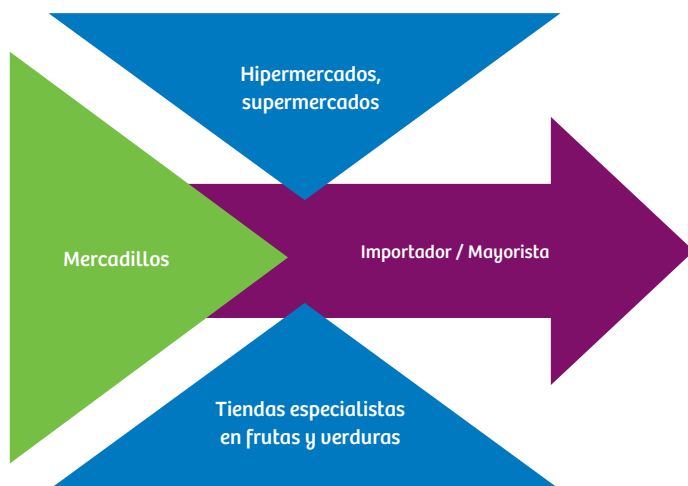 Hipermercados,
supermercados
Mercadillos
Importador / Mayorista
Tiendas especialistas
en frutas y verduras